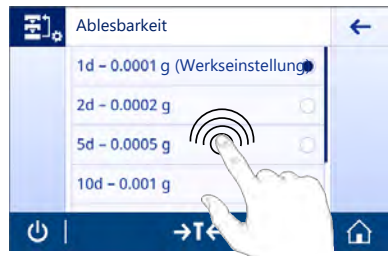 Ablesbarkeit
1d – 0.0001 g (Werkseinstellung)
2d – 0.0002 g
5d – 0.0005 g
10d – 0.001 g
→T←